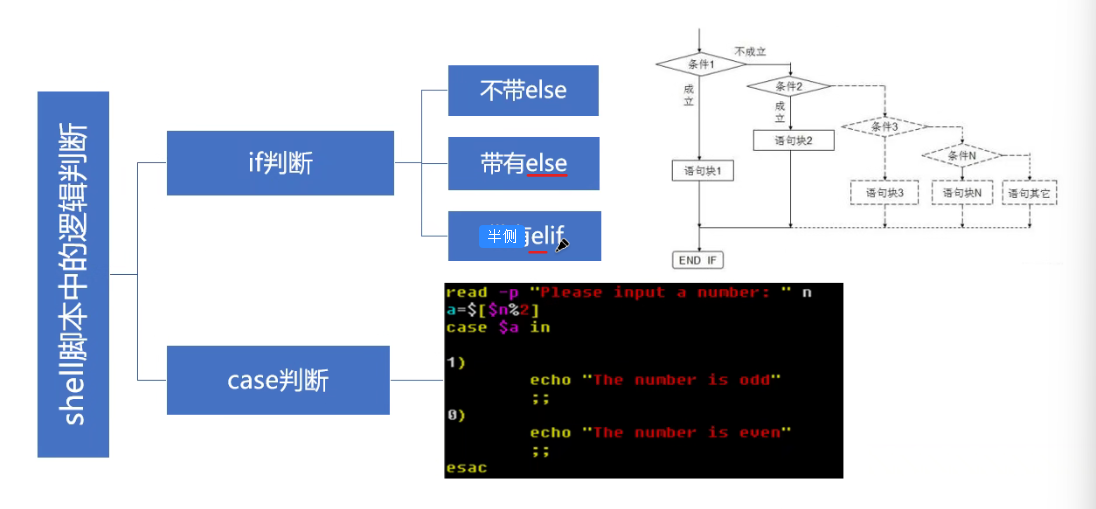 shell脚本中的逻辑判断
if判断
不带else
带有else
半侧
有elif
case判断
条件1
不成立
成立
条件2
成立
条件3
条件N
语句块1
语句块2
语句块3
语句块N
语句其它
END IF
read -p "Please input a number: " n
a=$[$n%2]
case $a in
1)
echo "The number is odd"
;;
0)
echo "The number is even"
;;
esac